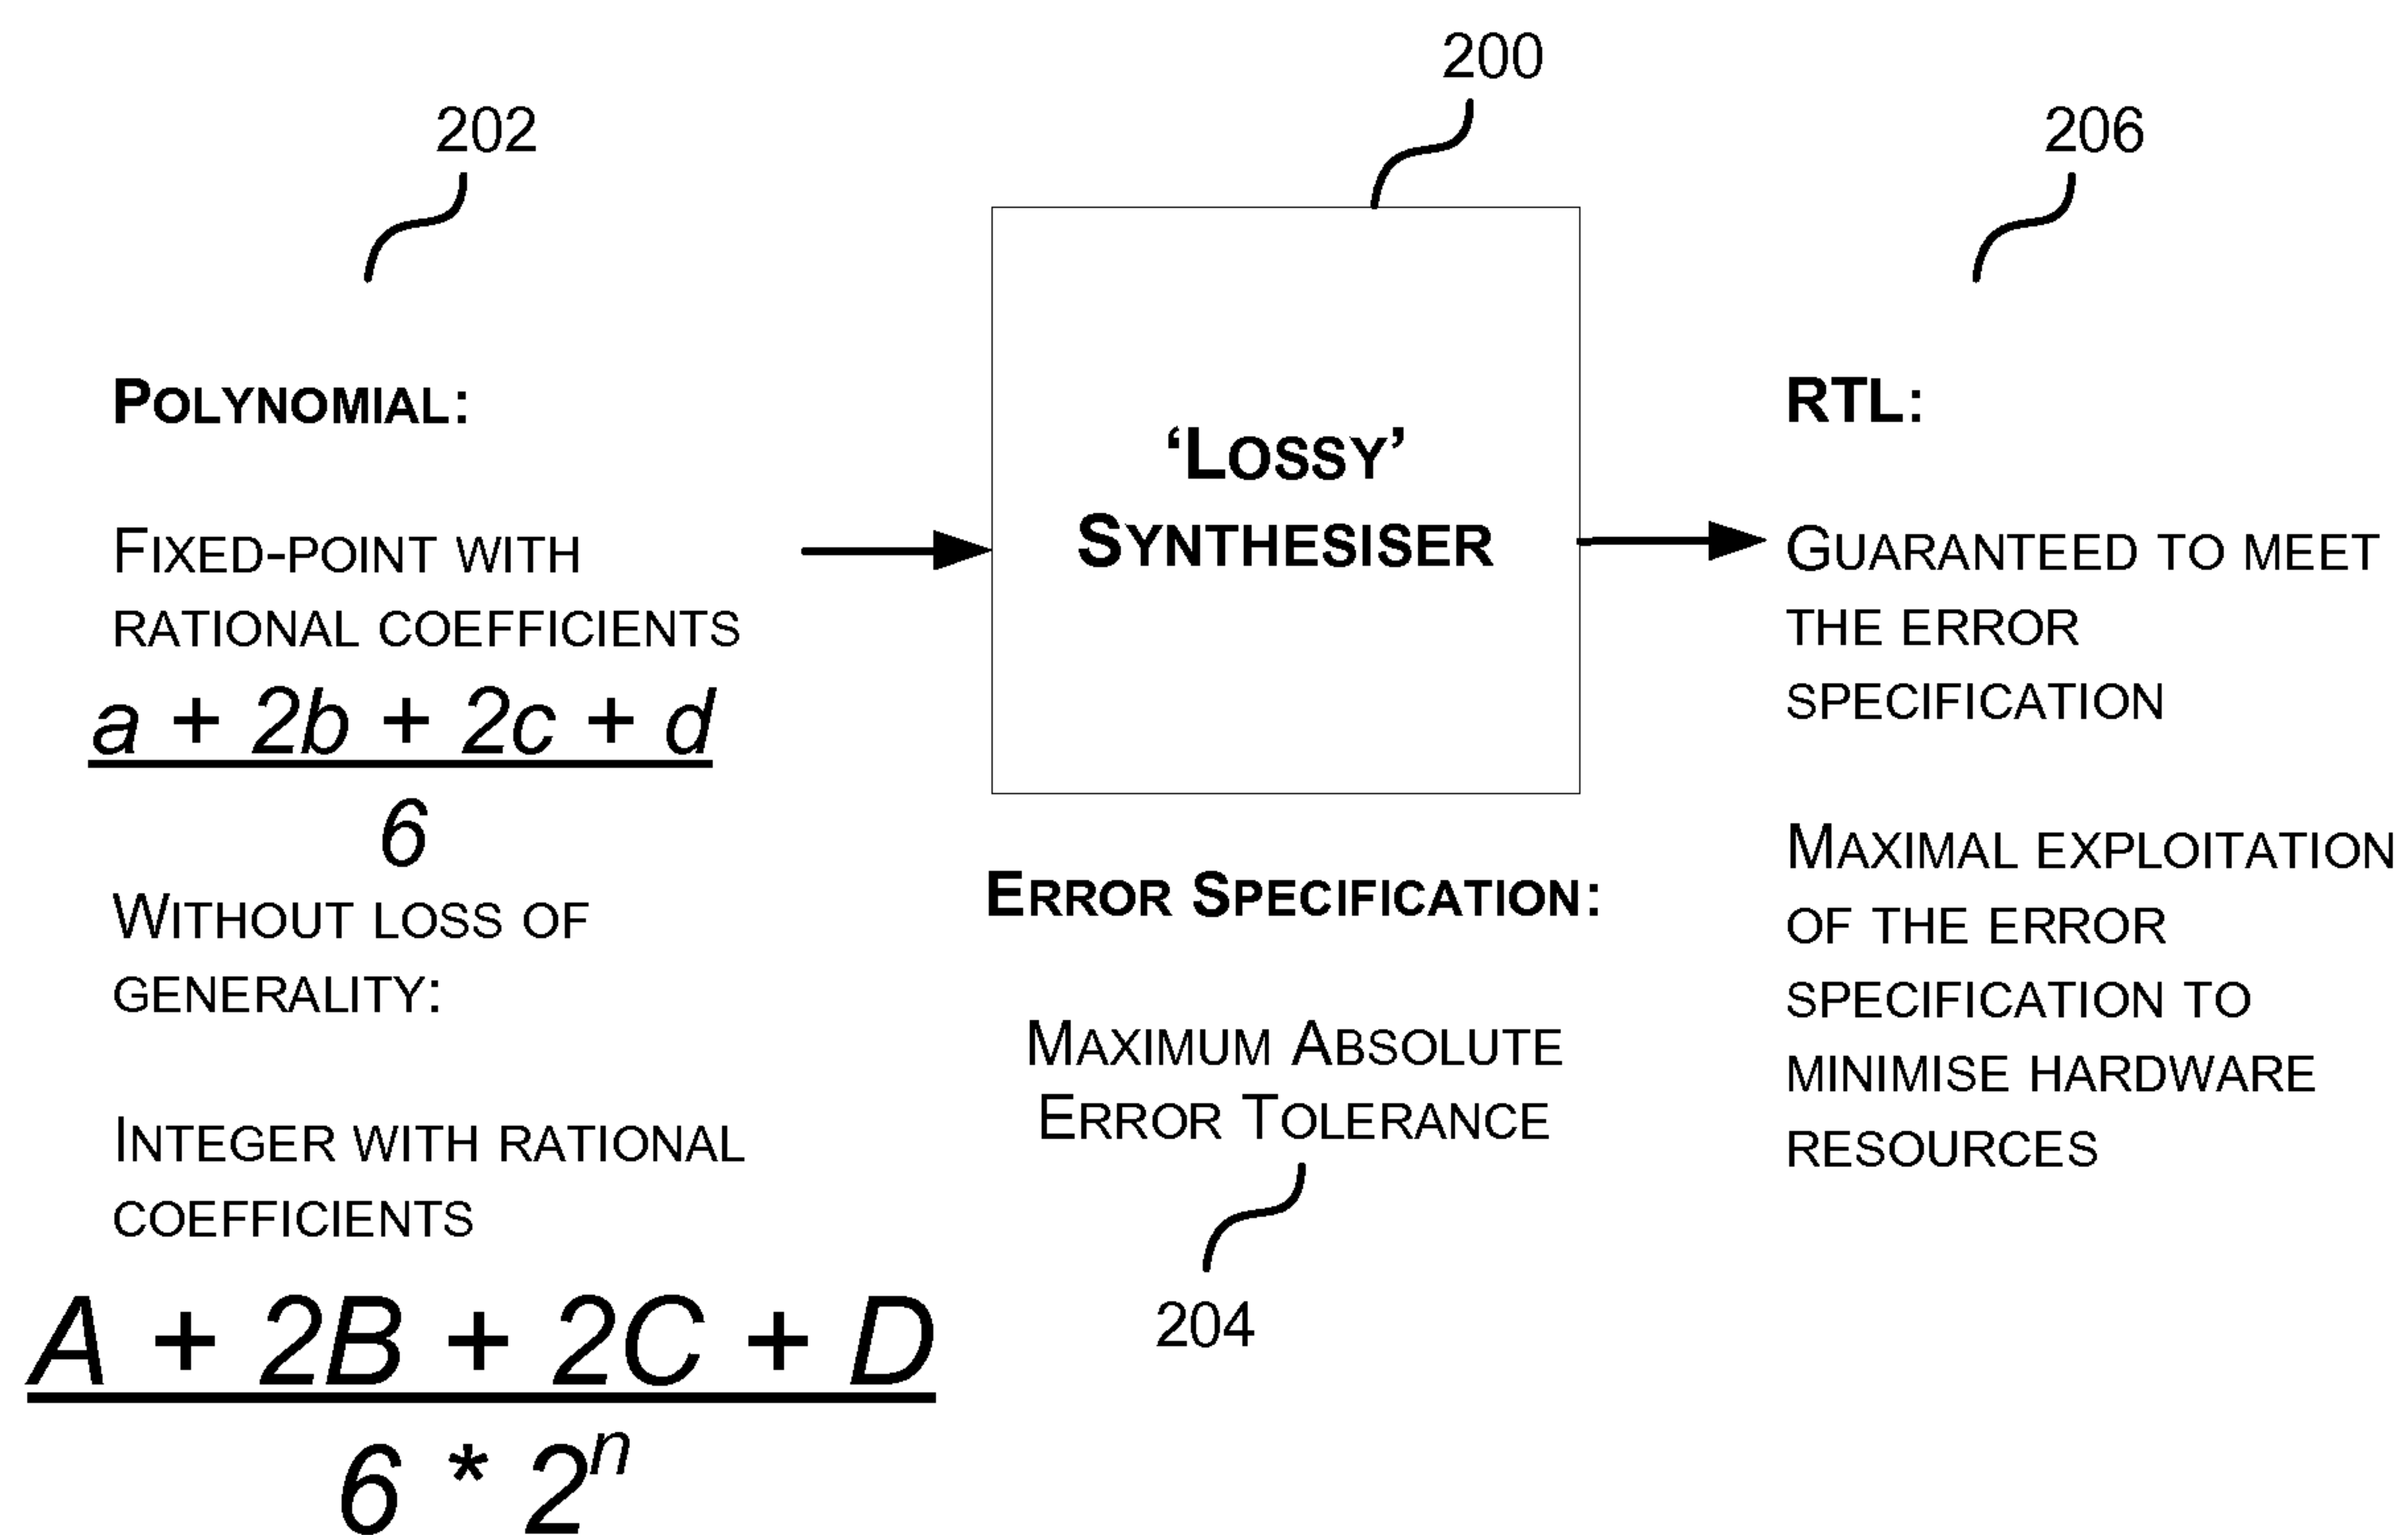 200
202
206
POLYNOMIAL:
FIXED-POINT WITH
RATIONAL COEFFICIENTS
a + 2b + 2c + d
6
WITHOUT LOSS OF
GENERALITY:
INTEGER WITH RATIONAL
COEFFICIENTS
A + 2B + 2C + D
6 * 2ⁿ
‘LOSSY’
SYNTHESISER
ERROR SPECIFICATION:
MAXIMUM ABSOLUTE
ERROR TOLERANCE
204
RTL:
GUARANTEED TO MEET
THE ERROR
SPECIFICATION
MAXIMAL EXPLOITATION
OF THE ERROR
SPECIFICATION TO
MINIMISE HARDWARE
RESOURCES